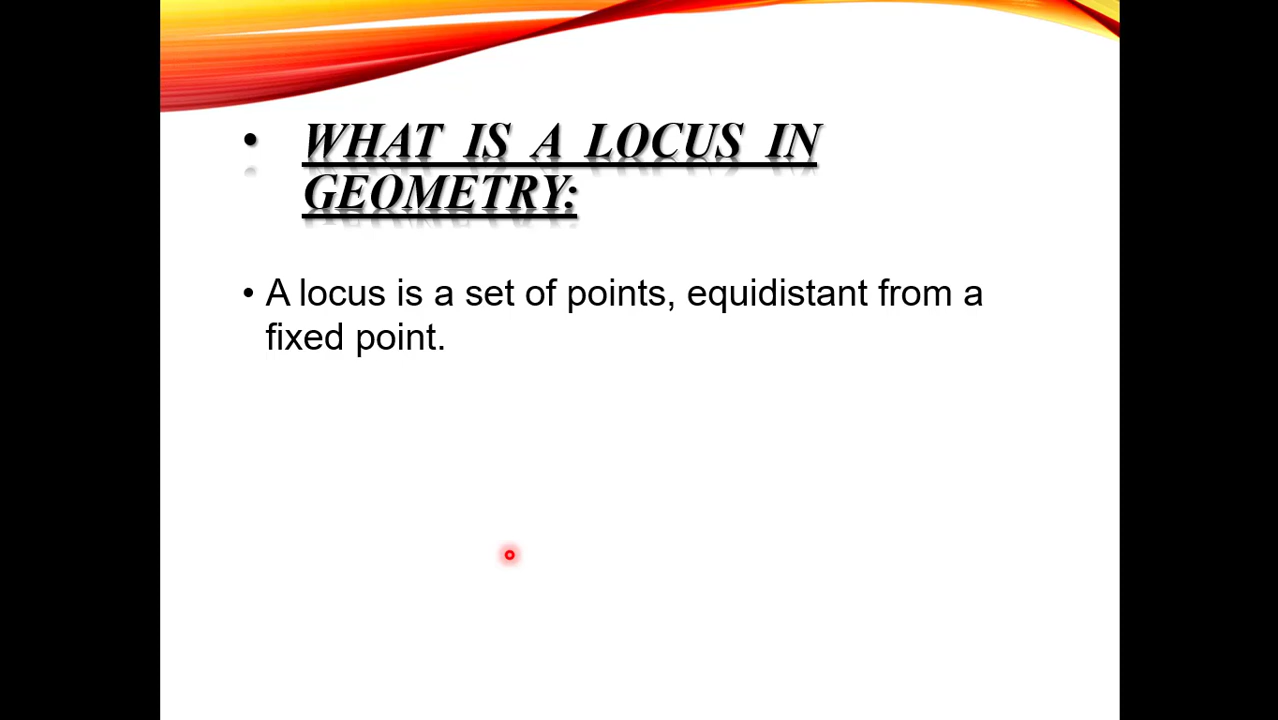 • WHAT IS A LOCUS IN
GEOMETRY:
• A locus is a set of points, equidistant from a
fixed point.